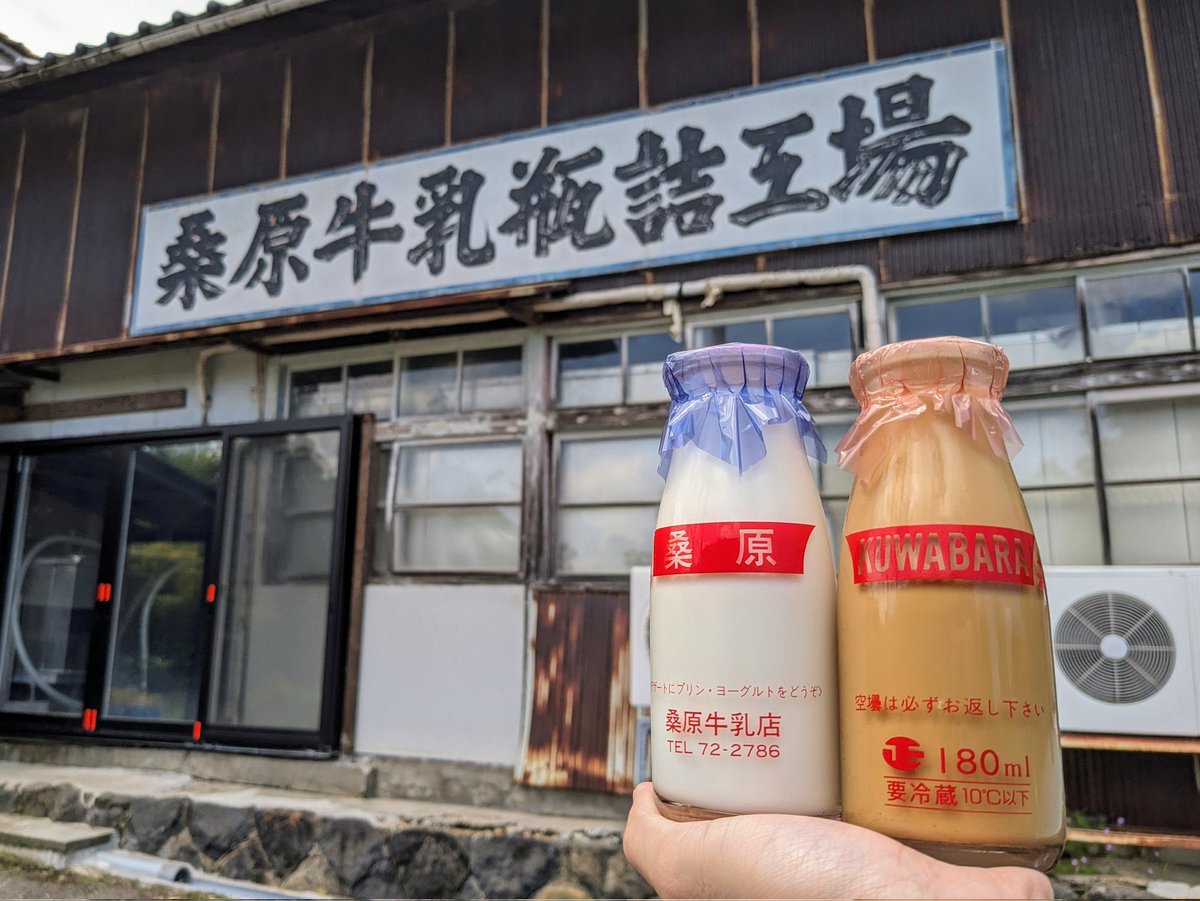 桑原牛乳瓶詰工場
桑 原
ザートにプリン・ヨーグルトをどうぞ〉
桑原牛乳店
TEL 72-2786
KUWABARA
空壜は必ずお返し下さい
正 180ml
要冷蔵 10℃以下